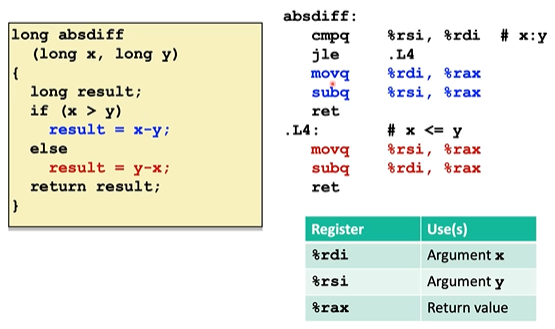 long absdiff
(long x, long y)
{
long result;
if (x > y)
result = x-y;
else
result = y-x;
return result;
}
absdiff:
cmpq %rsi, %rdi # x:y
jle .L4
movq %rdi, %rax
subq %rsi, %rax
ret
.L4: # x <= y
movq %rsi, %rax
subq %rdi, %rax
ret
Register Use(s)
%rdi Argument x
%rsi Argument y
%rax Return value